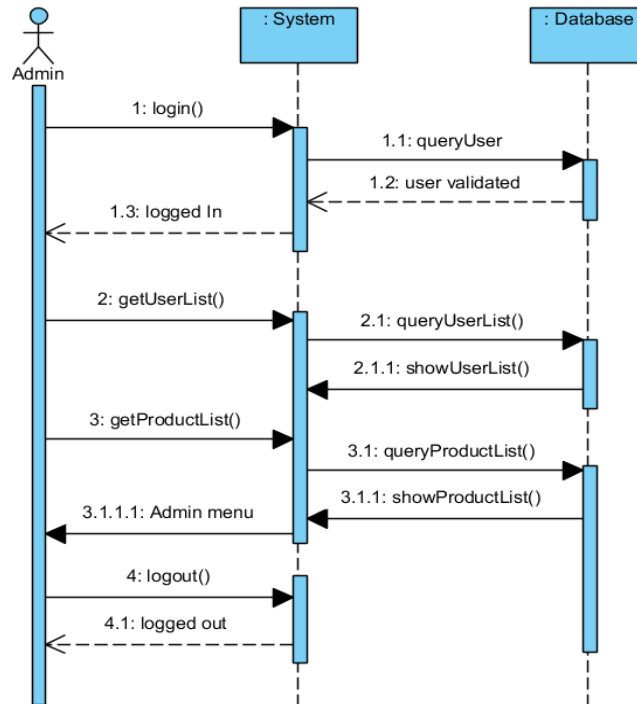 : System
: Database
Admin
1: login()
1.1: queryUser
1.2: user validated
1.3: logged In
2: getUserList()
2.1: queryUserList()
2.1.1: showUserList()
3: getProductList()
3.1: queryProductList()
3.1.1: showProductList()
3.1.1.1: Admin menu
4: logout()
4.1: logged out